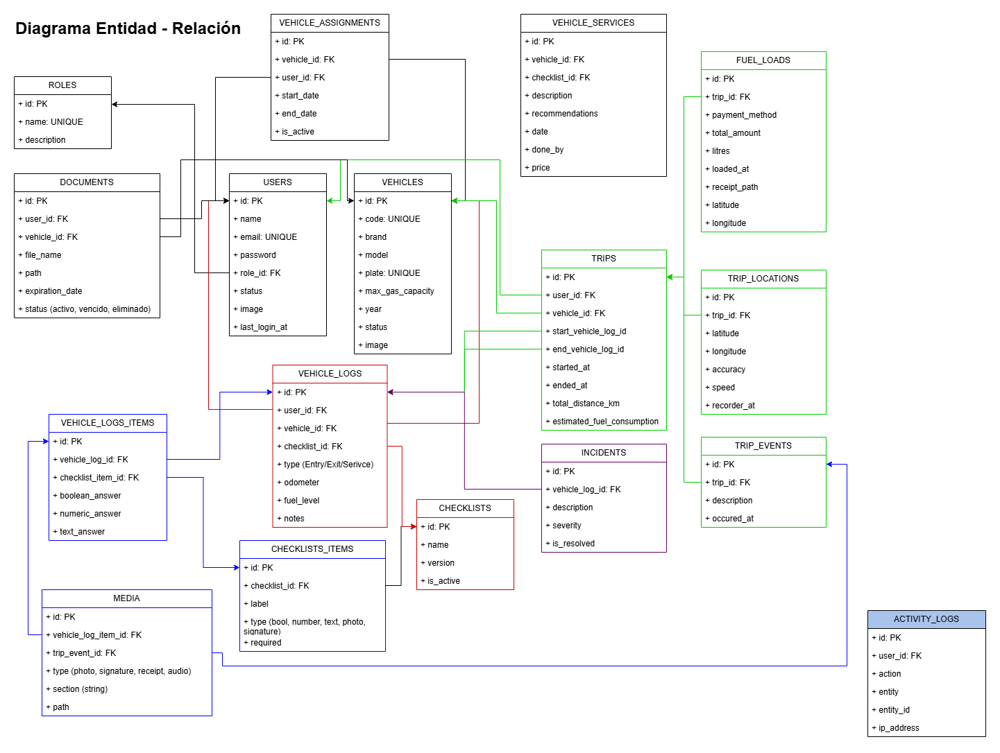 Diagrama Entidad - Relación
VEHICLE_ASSIGNMENTS
+ id: PK
+ vehicle_id: FK
+ user_id: FK
+ start_date
+ end_date
+ is_active
VEHICLE_SERVICES
+ id: PK
+ vehicle_id: FK
+ checklist_id: FK
+ description
+ recommendations
+ date
+ done_by
+ price
FUEL_LOADS
+ id: PK
+ trip_id: FK
+ payment_method
+ total_amount
+ litres
+ loaded_at
+ receipt_path
+ latitude
+ longitude
ROLES
+ id: PK
+ name: UNIQUE
+ description
DOCUMENTS
+ id: PK
+ user_id: FK
+ vehicle_id: FK
+ file_name
+ path
+ expiration_date
+ status (activo, vencido, eliminado)
USERS
+ id: PK
+ name
+ email: UNIQUE
+ password
+ role_id: FK
+ status
+ image
+ last_login_at
VEHICLES
+ id: PK
+ code: UNIQUE
+ brand
+ model
+ plate: UNIQUE
+ max_gas_capacity
+ year
+ status
+ image
TRIPS
+ id: PK
+ user_id: FK
+ vehicle_id: FK
+ start_vehicle_log_id
+ end_vehicle_log_id
+ started_at
+ ended_at
+ total_distance_km
+ estimated_fuel_consumption
TRIP_LOCATIONS
+ id: PK
+ trip_id: FK
+ latitude
+ longitude
+ accuracy
+ speed
+ recorder_at
VEHICLE_LOGS
+ id: PK
+ user_id: FK
+ vehicle_id: FK
+ checklist_id: FK
+ type (Entry/Exit/Serivce)
+ odometer
+ fuel_level
+ notes
VEHICLE_LOGS_ITEMS
+ id: PK
+ vehicle_log_id: FK
+ checklist_item_id: FK
+ boolean_answer
+ numeric_answer
+ text_answer
INCIDENTS
+ id: PK
+ vehicle_log_id: FK
+ description
+ severity
+ is_resolved
TRIP_EVENTS
+ id: PK
+ trip_id: FK
+ description
+ occured_at
CHECKLISTS
+ id: PK
+ name
+ version
+ is_active
CHECKLISTS_ITEMS
+ id: PK
+ checklist_id: FK
+ label
+ type (bool, number, text, photo,
signature)
+ required
MEDIA
+ id: PK
+ vehicle_log_item_id: FK
+ trip_event_id: FK
+ type (photo, signature, receipt, audio)
+ section (string)
+ path
ACTIVITY_LOGS
+ id: PK
+ user_id: FK
+ action
+ entity
+ entity_id
+ ip_address